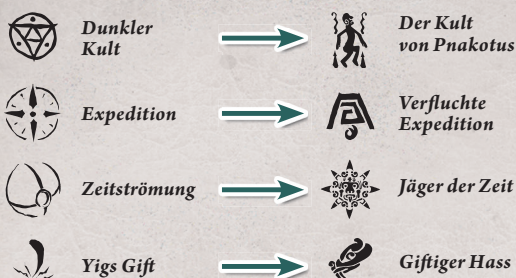 Dunkler
Kult
Der Kult
von Pnakotus
Expedition
Verfluchte
Expedition
Zeitströmung
Jäger der Zeit
Yigs Gift
Giftiger Hass